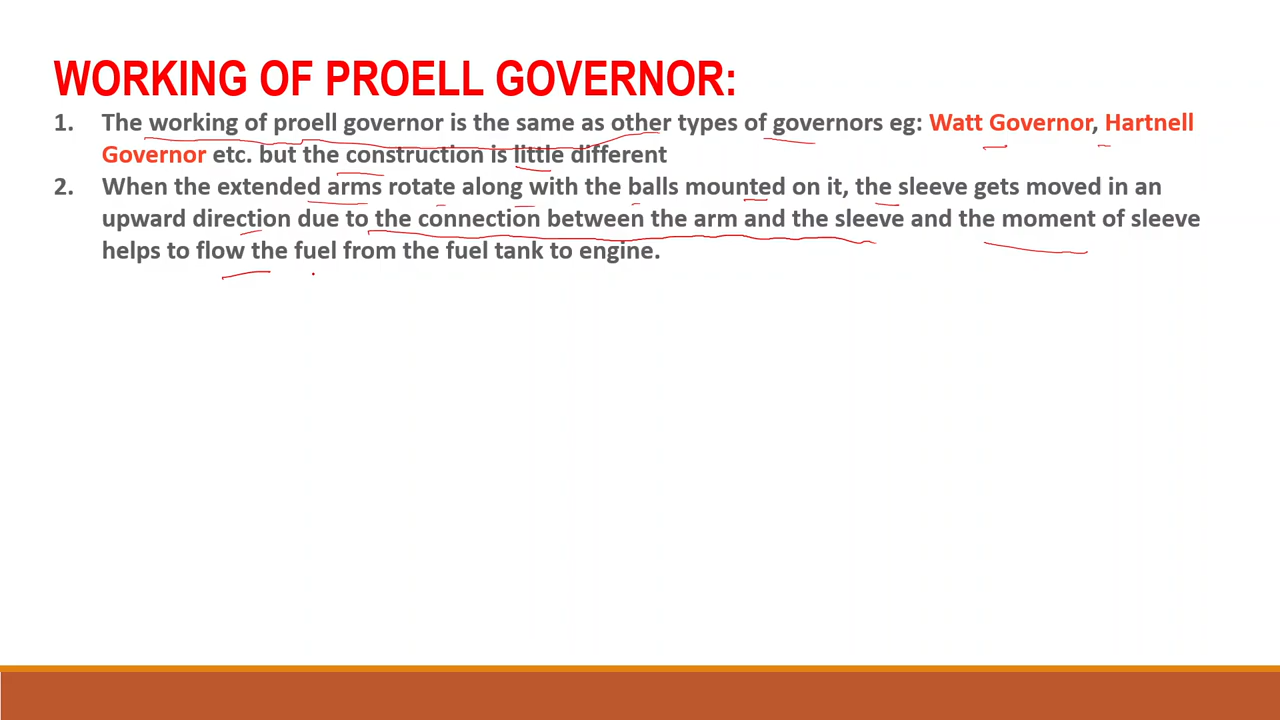 WORKING OF PROELL GOVERNOR:
1. The working of proell governor is the same as other types of governors eg: Watt Governor, Hartnell
Governor etc. but the construction is little different
2. When the extended arms rotate along with the balls mounted on it, the sleeve gets moved in an
upward direction due to the connection between the arm and the sleeve and the moment of sleeve
helps to flow the fuel from the fuel tank to engine.